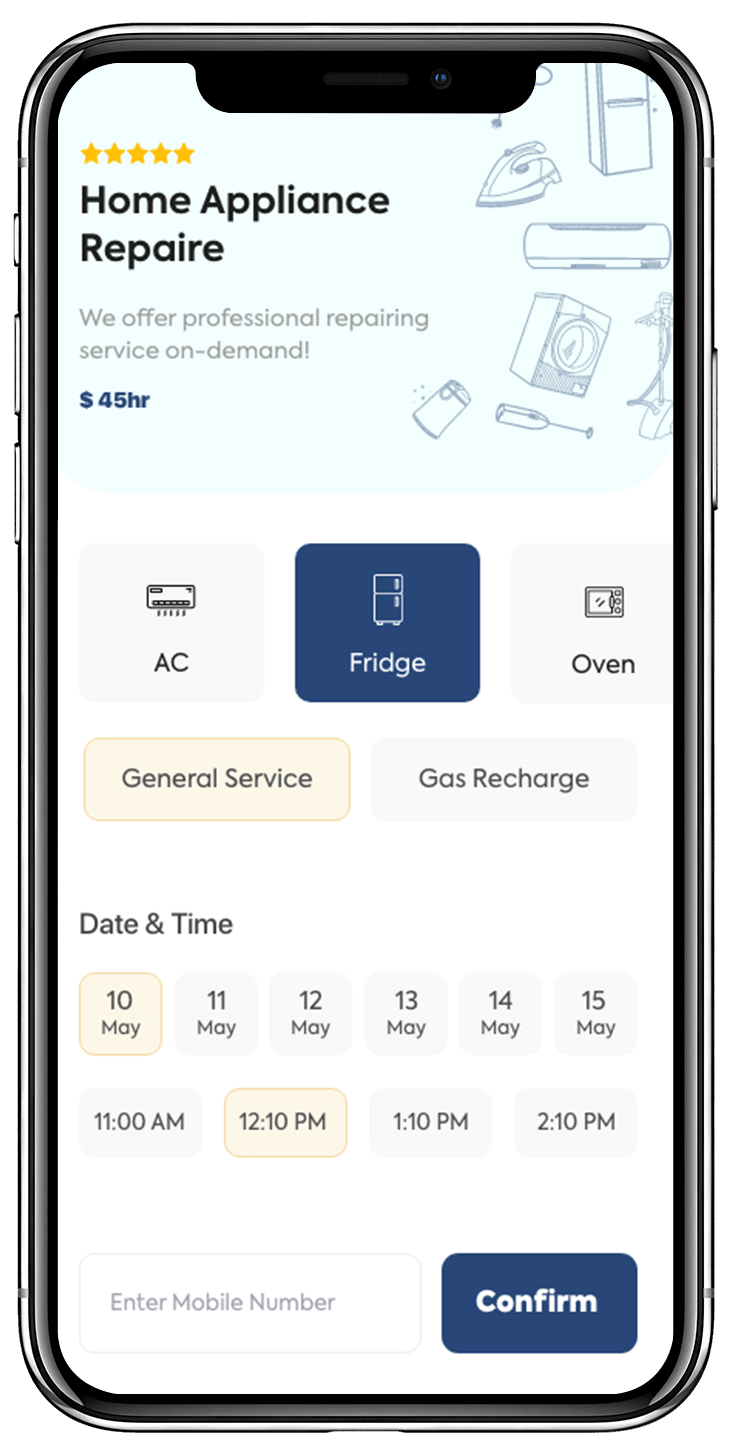 Home Appliance
Repaire
We offer professional repairing
service on-demand!
$ 45hr
AC
Fridge
Oven
General Service
Gas Recharge
Date & Time
10
May
11
May
12
May
13
May
14
May
15
May
11:00 AM
12:10 PM
1:10 PM
2:10 PM
Enter Mobile Number
Confirm